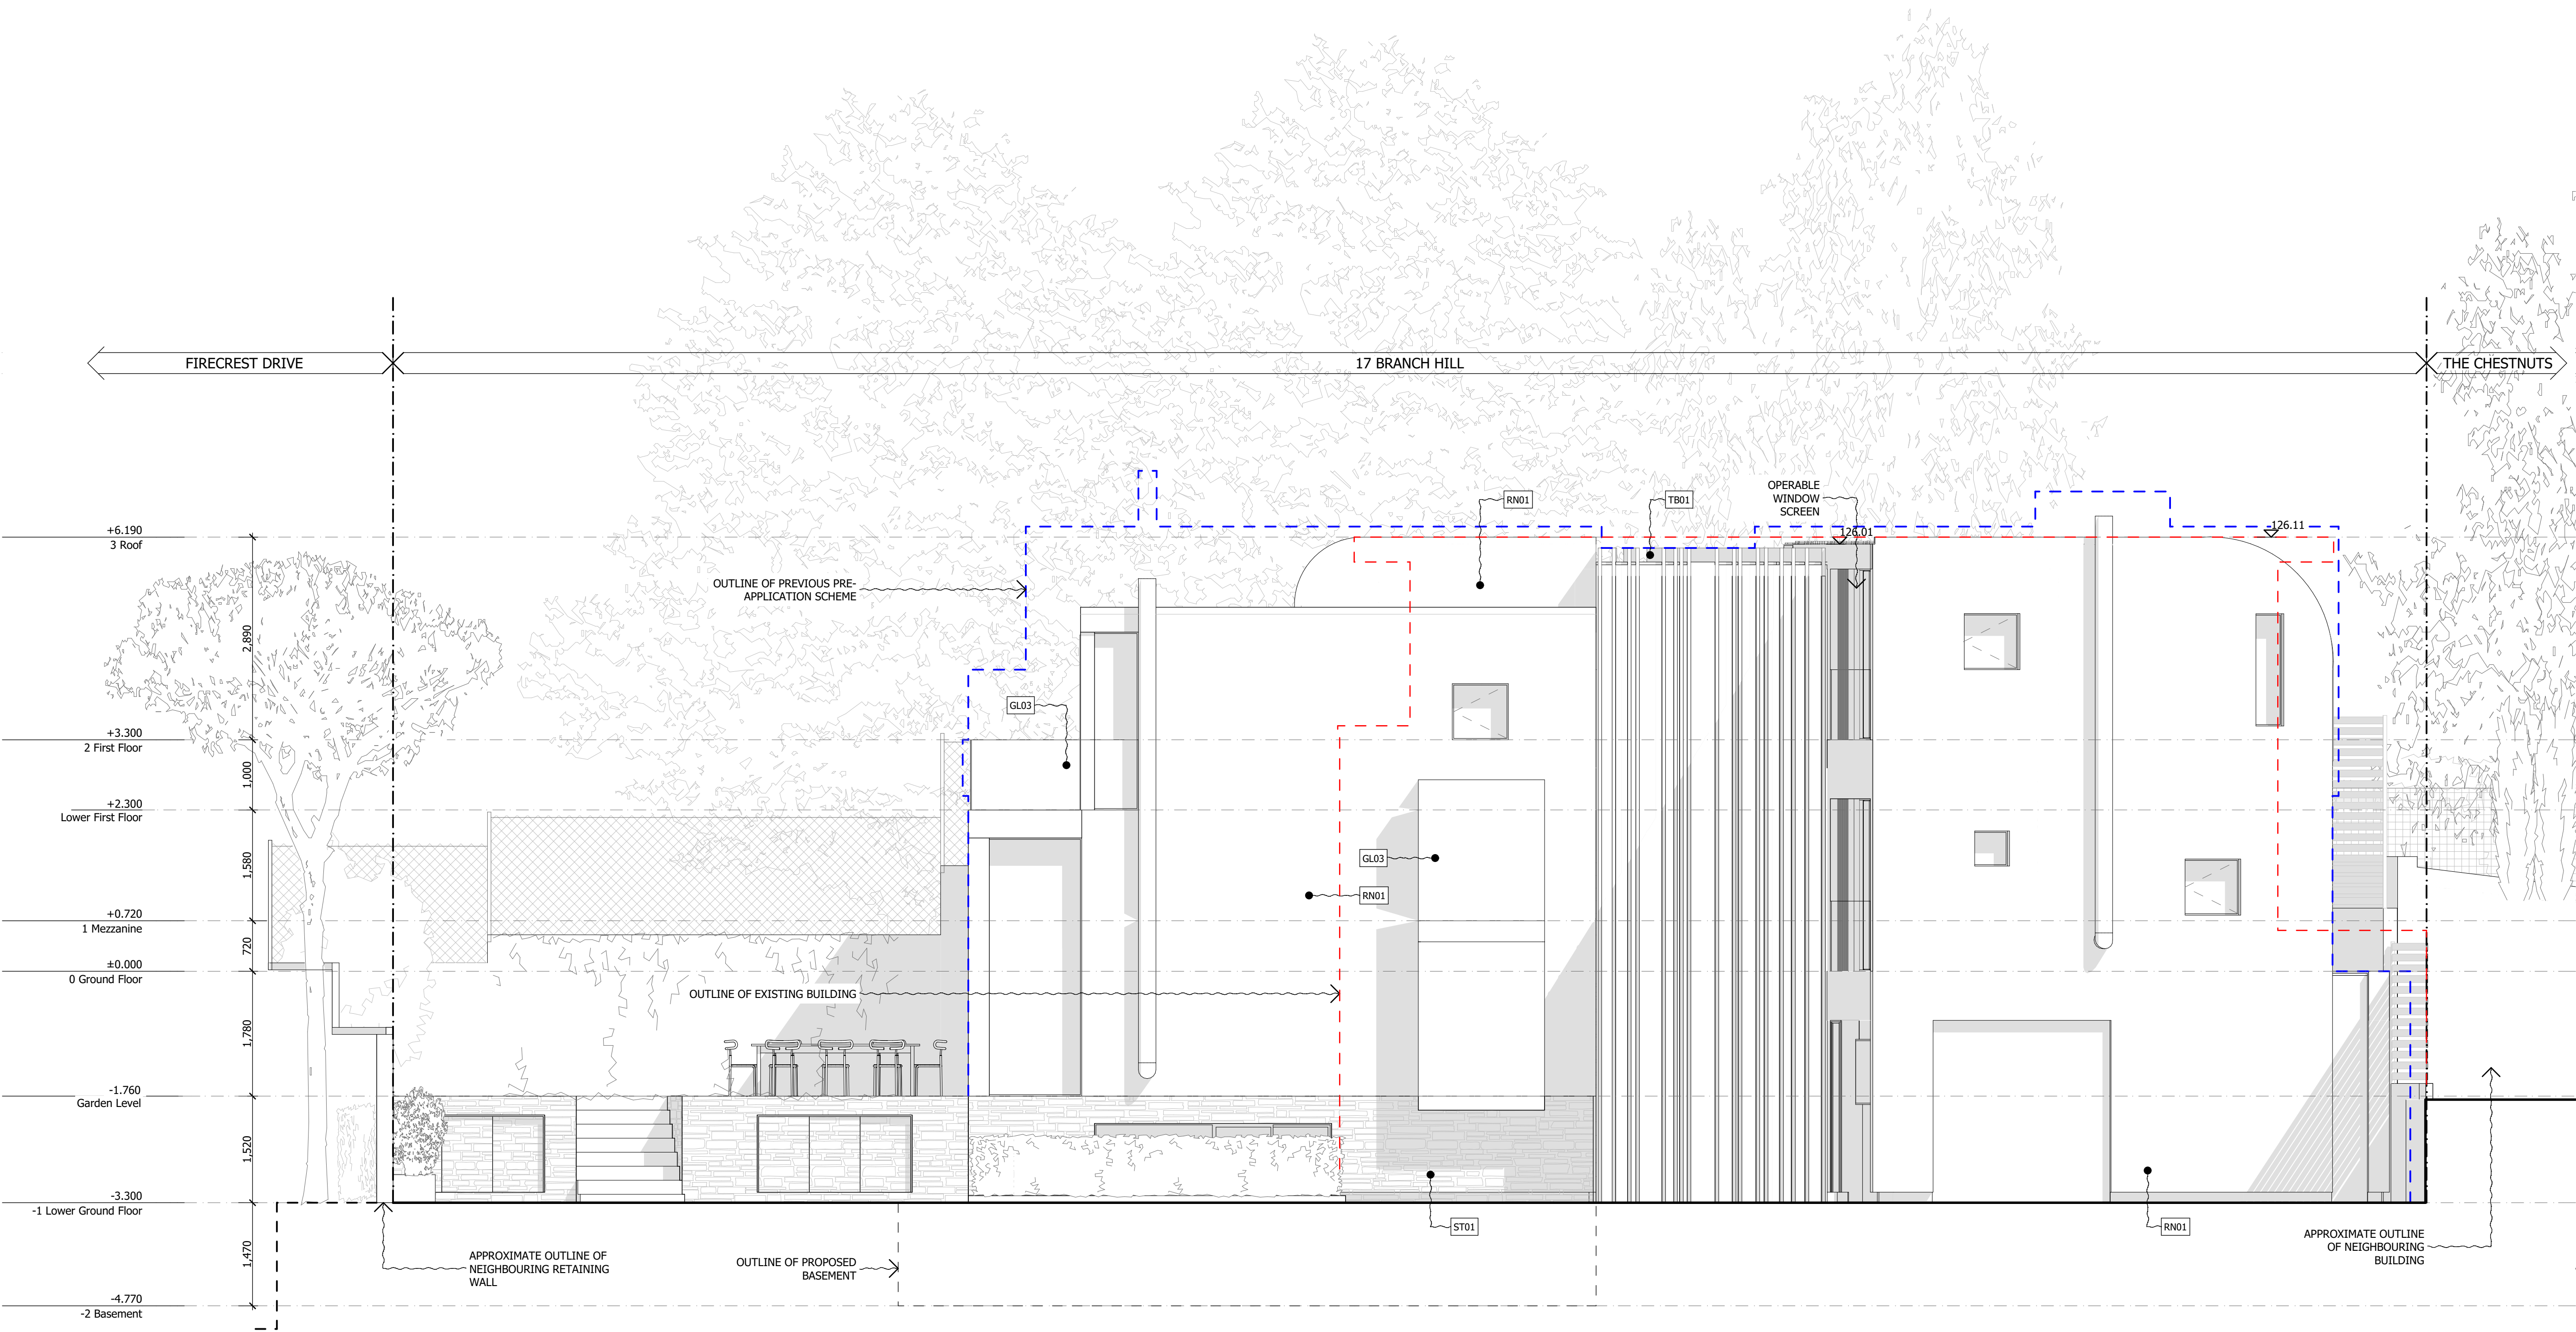 FIRECREST DRIVE
17 BRANCH HILL
THE CHESTNUTS
RN01
TB01
OPERABLE
WINDOW
SCREEN
126.01
126.11
+6.190
3 Roof
OUTLINE OF PREVIOUS PRE-
APPLICATION SCHEME
2,890
GL03
+3.300
2 First Floor
1,000
+2.300
Lower First Floor
1,580
GL03
RN01
+0.720
1 Mezzanine
720
±0.000
0 Ground Floor
OUTLINE OF EXISTING BUILDING
1,780
-1.760
Garden Level
1,520
-3.300
-1 Lower Ground Floor
ST01
RN01
1,470
APPROXIMATE OUTLINE OF
NEIGHBOURING RETAINING
WALL
OUTLINE OF PROPOSED
BASEMENT
APPROXIMATE OUTLINE
OF NEIGHBOURING
BUILDING
-4.770
-2 Basement